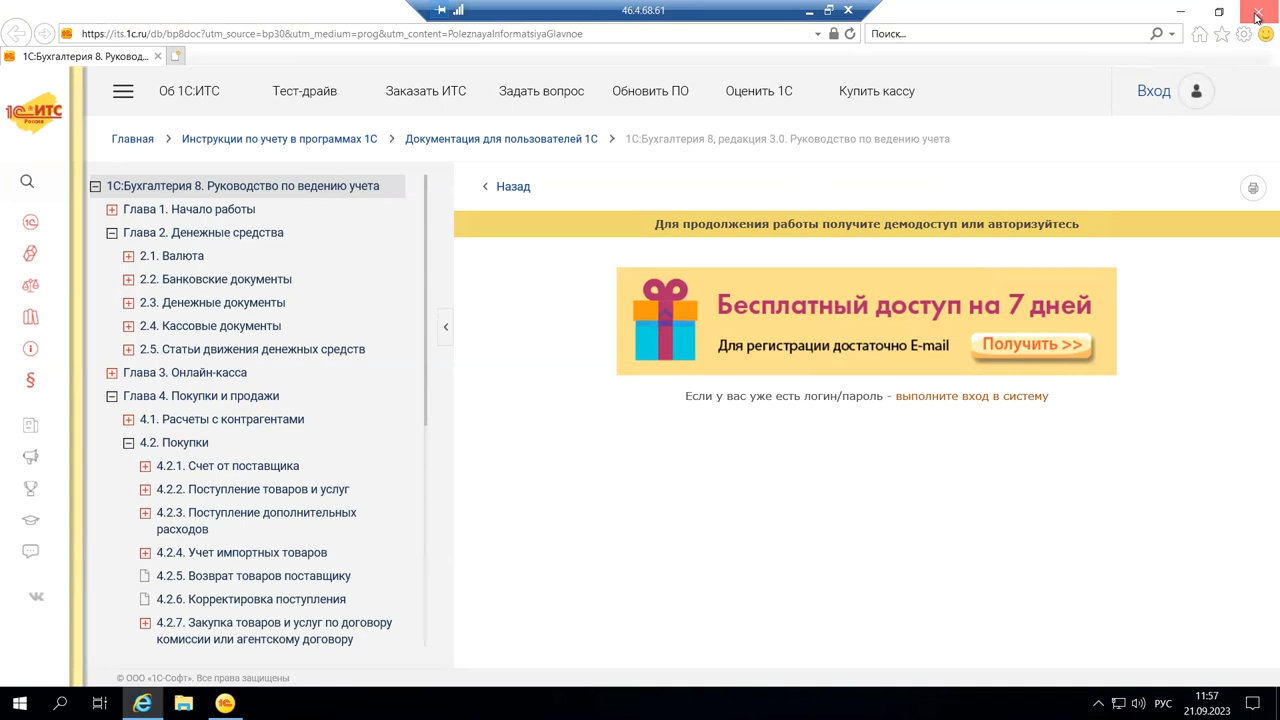 46.4.68.61
https://its.1c.ru/db/bp8doc?utm_source=bp30&utm_medium=prog&utm_content=PoleznayaInformatsiyaGlavnoe
Поиск...
1С:Бухгалтерия 8. Руковод...
1С ИТС
Россия
Об 1С:ИТС
Тест-драйв
Заказать ИТС
Задать вопрос
Обновить ПО
Оценить 1С
Купить кассу
Вход
Главная
Инструкции по учету в программах 1С
Документация для пользователей 1С
1С:Бухгалтерия 8, редакция 3.0. Руководство по ведению учета
1С:Бухгалтерия 8. Руководство по ведению учета
Глава 1. Начало работы
Глава 2. Денежные средства
2.1. Валюта
2.2. Банковские документы
2.3. Денежные документы
2.4. Кассовые документы
2.5. Статьи движения денежных средств
Глава 3. Онлайн-касса
Глава 4. Покупки и продажи
4.1. Расчеты с контрагентами
4.2. Покупки
4.2.1. Счет от поставщика
4.2.2. Поступление товаров и услуг
4.2.3. Поступление дополнительных
расходов
4.2.4. Учет импортных товаров
4.2.5. Возврат товаров поставщику
4.2.6. Корректировка поступления
4.2.7. Закупка товаров и услуг по договору
комиссии или агентскому договору
Назад
Для продолжения работы получите демодоступ или авторизуйтесь
Бесплатный доступ на 7 дней
Для регистрации достаточно E-mail
Получить >>
Если у вас уже есть логин/пароль - выполните вход в систему
© ООО «1С-Софт». Все права защищены
РУС
11:57
21.09.2023